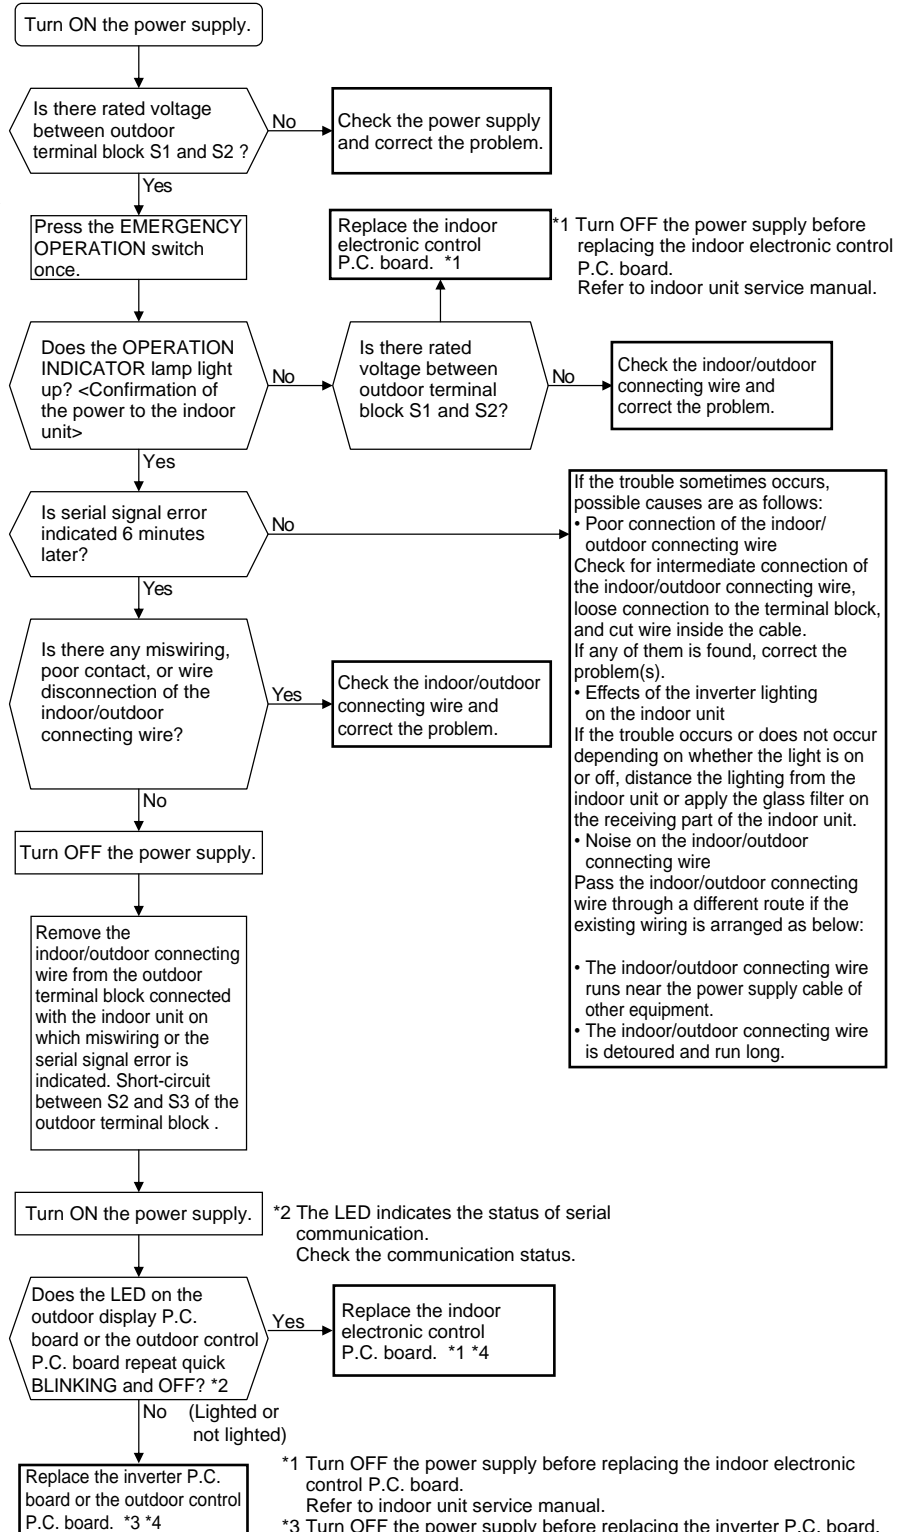 Turn ON the power supply.
Is there rated voltage
between outdoor
terminal block S1 and S2 ?
No
Check the power supply
and correct the problem.
Yes
Press the EMERGENCY
OPERATION switch
once.
Replace the indoor
electronic control
P.C. board. *1
*1 Turn OFF the power supply before
replacing the indoor electronic control
P.C. board.
Refer to indoor unit service manual.
Does the OPERATION
INDICATOR lamp light
up? <Confirmation of
the power to the indoor
unit>
No
Is there rated
voltage between
outdoor terminal
block S1 and S2?
No
Check the indoor/outdoor
connecting wire and
correct the problem.
Yes
Is serial signal error
indicated 6 minutes
later?
No
If the trouble sometimes occurs,
possible causes are as follows:
• Poor connection of the indoor/
outdoor connecting wire
Check for intermediate connection of
the indoor/outdoor connecting wire,
loose connection to the terminal block,
and cut wire inside the cable.
If any of them is found, correct the
problem(s).
• Effects of the inverter lighting
on the indoor unit
If the trouble occurs or does not occur
depending on whether the light is on
or off, distance the lighting from the
indoor unit or apply the glass filter on
the receiving part of the indoor unit.
• Noise on the indoor/outdoor
connecting wire
Pass the indoor/outdoor connecting
wire through a different route if the
existing wiring is arranged as below:
• The indoor/outdoor connecting wire
runs near the power supply cable of
other equipment.
• The indoor/outdoor connecting wire
is detoured and run long.
Yes
Is there any miswiring,
poor contact, or wire
disconnection of the
indoor/outdoor
connecting wire?
Yes
Check the indoor/outdoor
connecting wire and
correct the problem.
No
Turn OFF the power supply.
Remove the
indoor/outdoor connecting
wire from the outdoor
terminal block connected
with the indoor unit on
which miswiring or the
serial signal error is
indicated. Short-circuit
between S2 and S3 of the
outdoor terminal block .
Turn ON the power supply.
*2 The LED indicates the status of serial
communication.
Check the communication status.
Does the LED on the
outdoor display P.C.
board or the outdoor control
P.C. board repeat quick
BLINKING and OFF? *2
Yes
Replace the indoor
electronic control
P.C. board. *1 *4
No (Lighted or
not lighted)
Replace the inverter P.C.
board or the outdoor control
P.C. board. *3 *4
*1 Turn OFF the power supply before replacing the indoor electronic
control P.C. board.
Refer to indoor unit service manual.
*3 Turn OFF the power supply before replacing the inverter P.C. board.